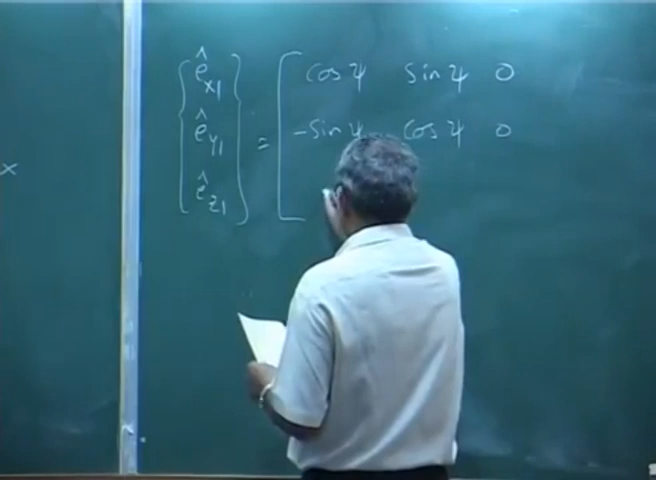 x
ê_x1 cos ψ sin ψ 0
ê_y1 = -sin ψ cos ψ 0
ê_z1